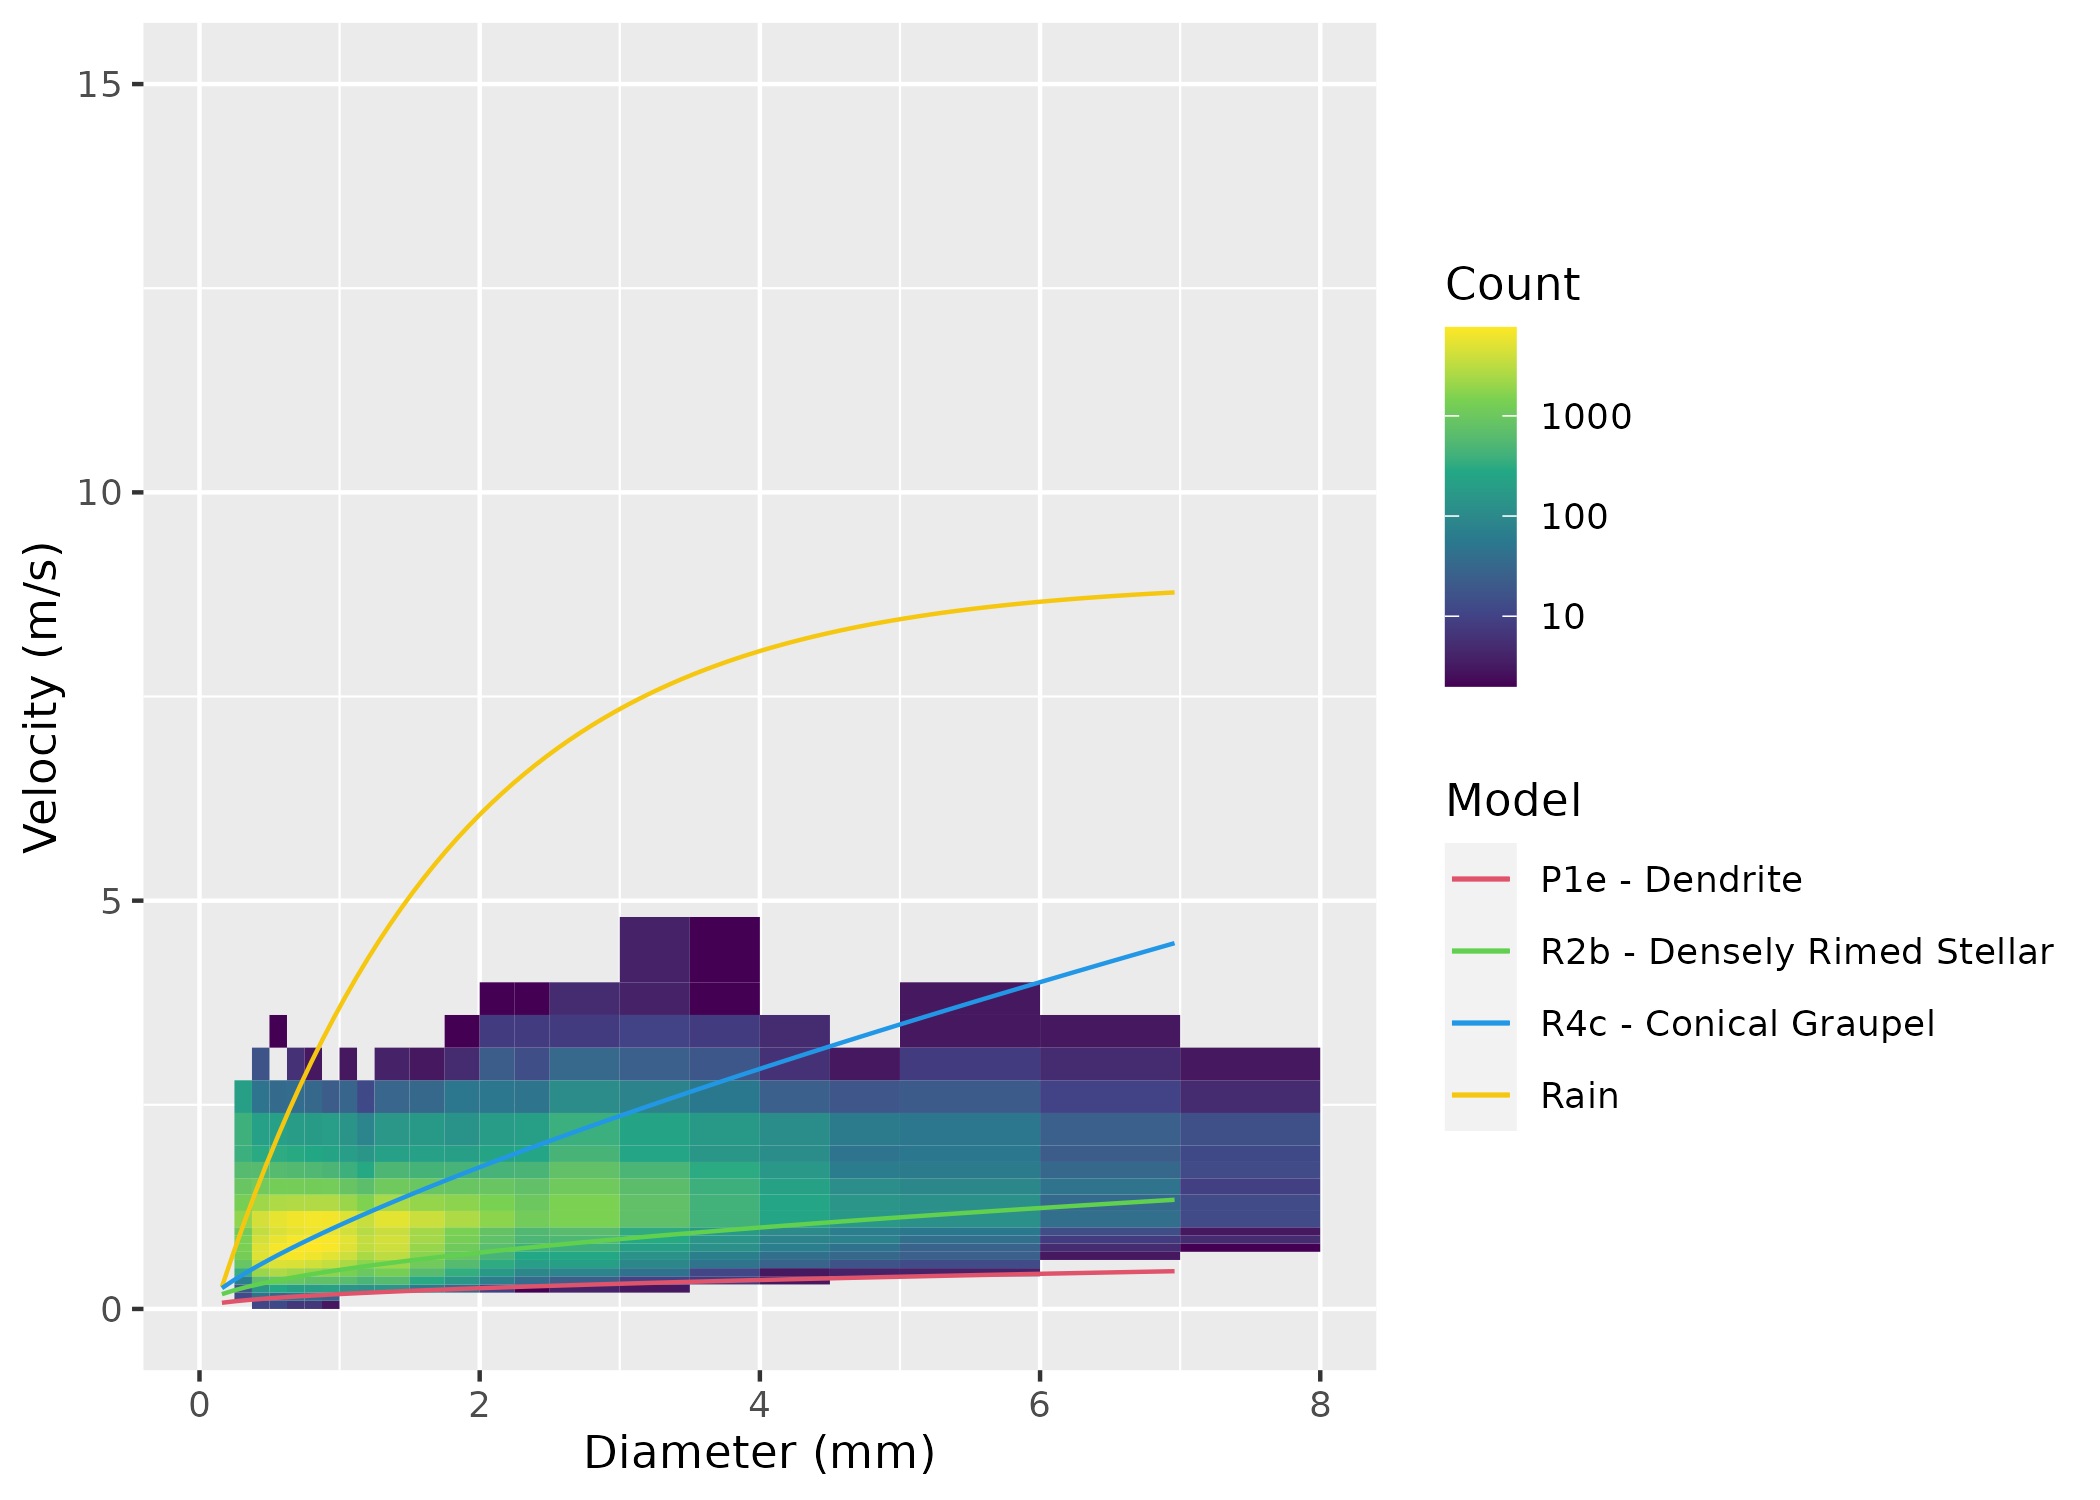 15
10
5
0
Velocity (m/s)
0 2 4 6 8
Diameter (mm)
Count
1000
100
10
Model
P1e - Dendrite
R2b - Densely Rimed Stellar
R4c - Conical Graupel
Rain